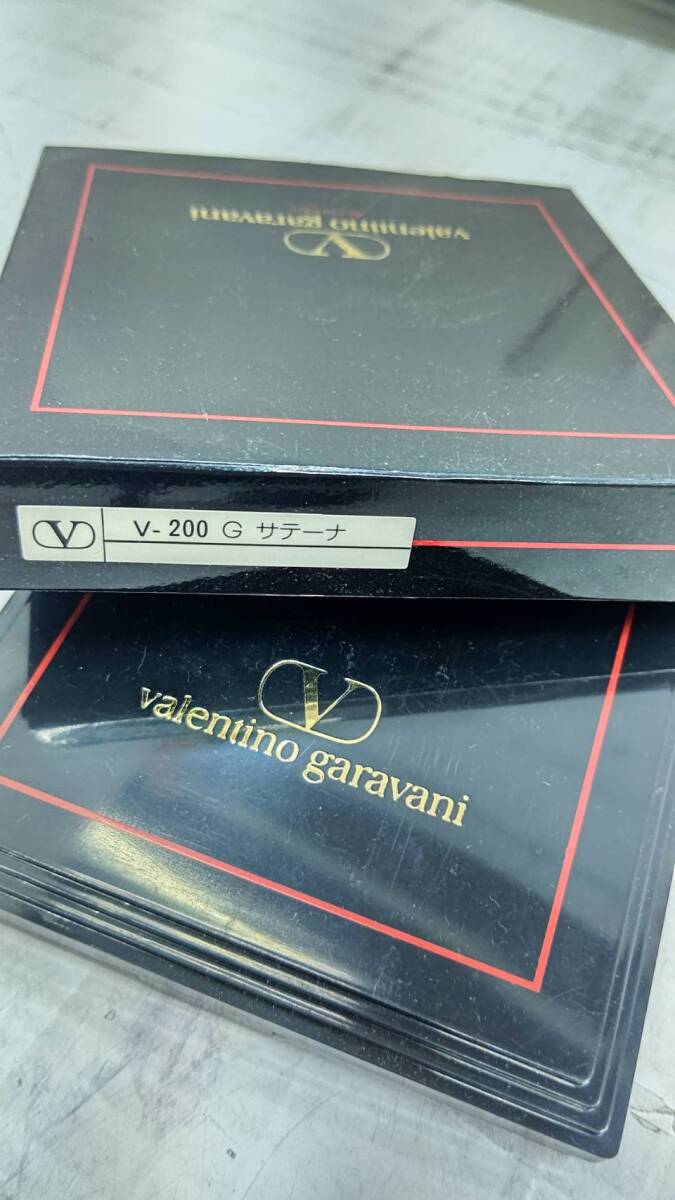 valentino garavani
V
V
V-200 G サテーナ
V
valentino garavani